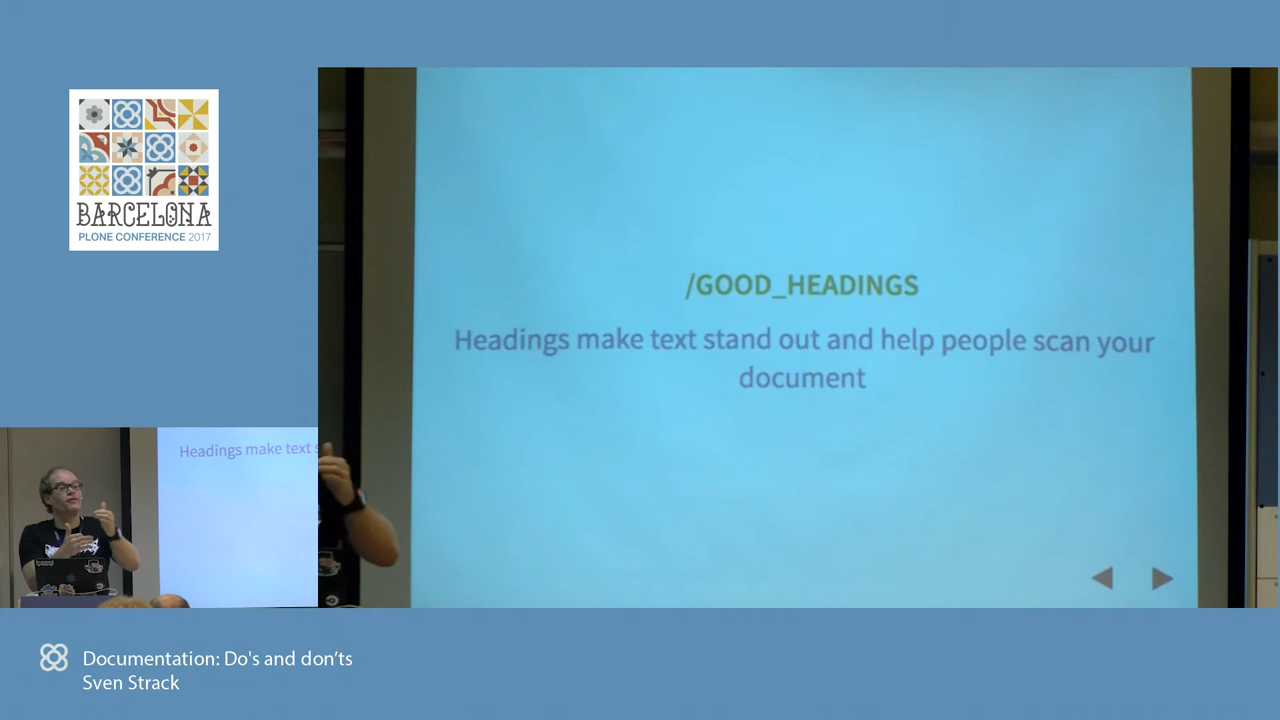 BARCELONA
PLONE CONFERENCE 2017
/GOOD_HEADINGS
Headings make text stand out and help people scan your
document
Headings make text s
Documentation: Do's and don’ts
Sven Strack